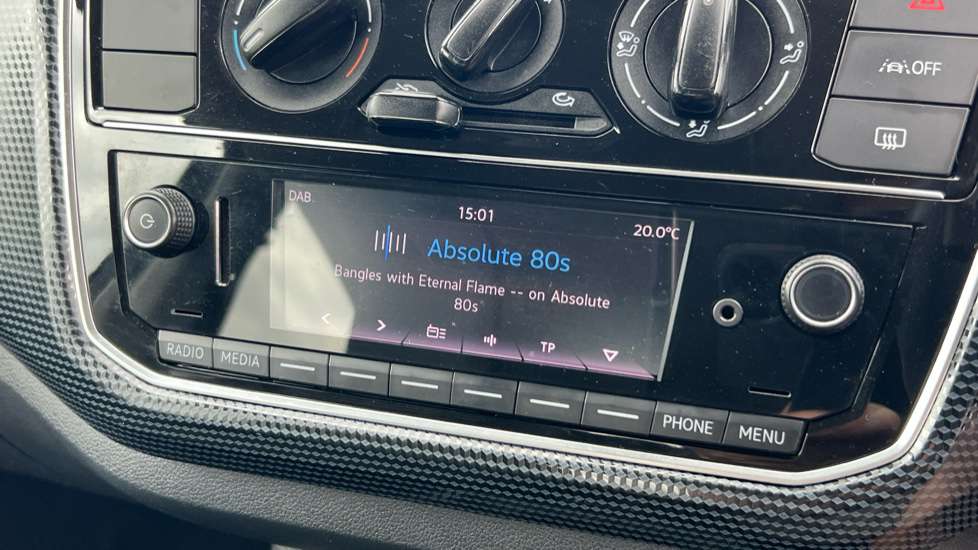 OFF
DAB
15:01
20.0°C
Absolute 80s
Bangles with Eternal Flame -- on Absolute
80s
TP
RADIO
MEDIA
PHONE
MENU